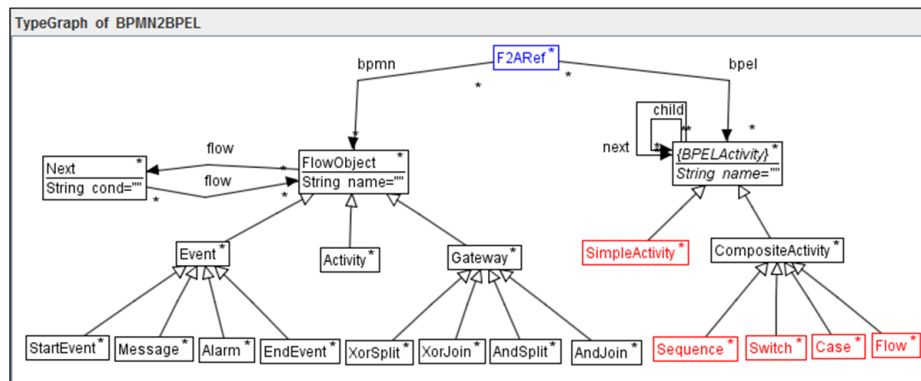 TypeGraph of BPMN2BPEL
F2ARef *
bpmn
bpel
*
*
*
*
child
**
*
next
flow
flow
*
*
*
Next *
String cond=""
FlowObject *
String name=""
{BPELActivity} *
String name=""
Event *
Activity *
Gateway *
SimpleActivity *
CompositeActivity *
StartEvent *
Message *
Alarm *
EndEvent *
XorSplit *
XorJoin *
AndSplit *
AndJoin *
Sequence *
Switch *
Case *
Flow *